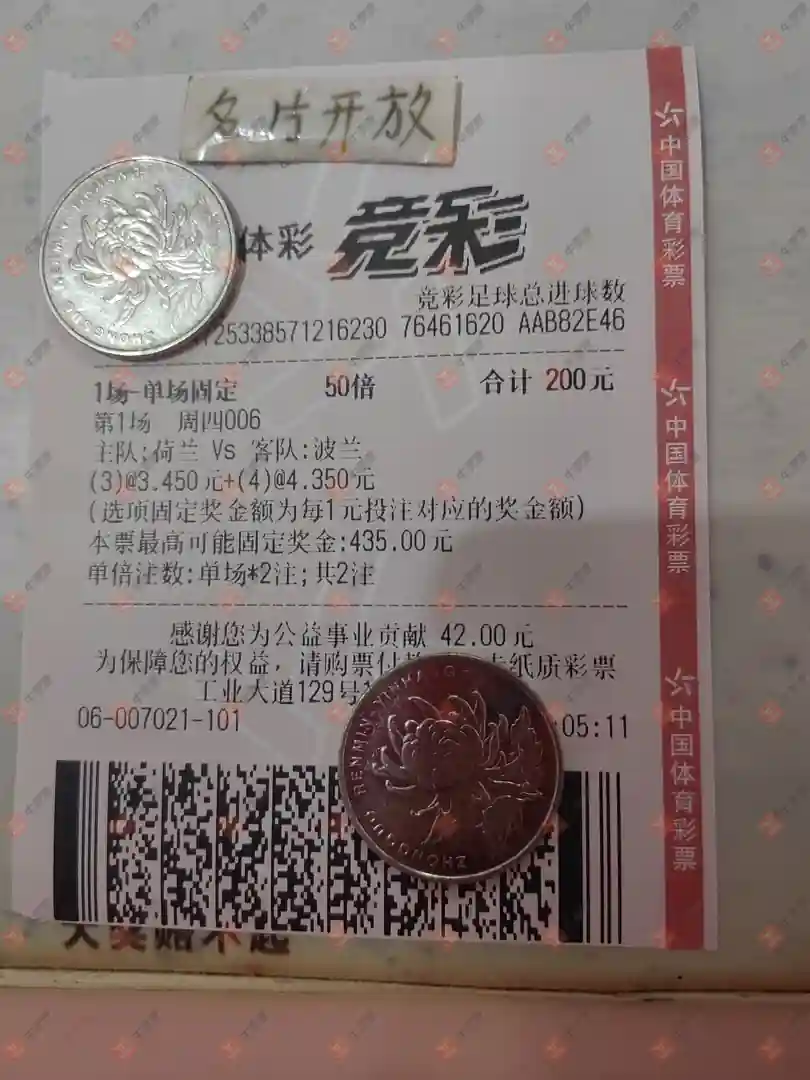 名片开放
体彩 竞彩
中国体育彩票
竞彩足球总进球数
25338571216230 76461620 AAB82E46
1场-单场固定 50倍 合计 200元
第1场 周四006
主队:荷兰 Vs 客队:波兰
(3)@3.450元+(4)@4.350元
(选项固定奖金额为每1元投注对应的奖金额)
本票最高可能固定奖金:435.00元
单倍注数:单场*2注;共2注
中国体育彩票
感谢您为公益事业贡献 42.00元
为保障您的权益,请购票付款 纸质彩票
工业大道129号
06-007021-101 :05:11
中国体育彩票
RENMIN YINHANG
ZHONGGUO